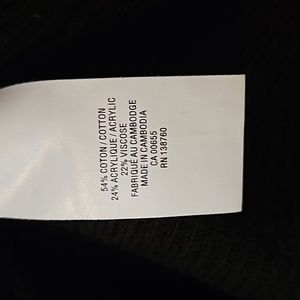 54% COTON / COTTON
24% ACRYLIQUE / ACRYLIC
22% VISCOSE
FABRIQUÉ AU CAMBODGE
MADE IN CAMBODIA
CA 00655
RN 138760